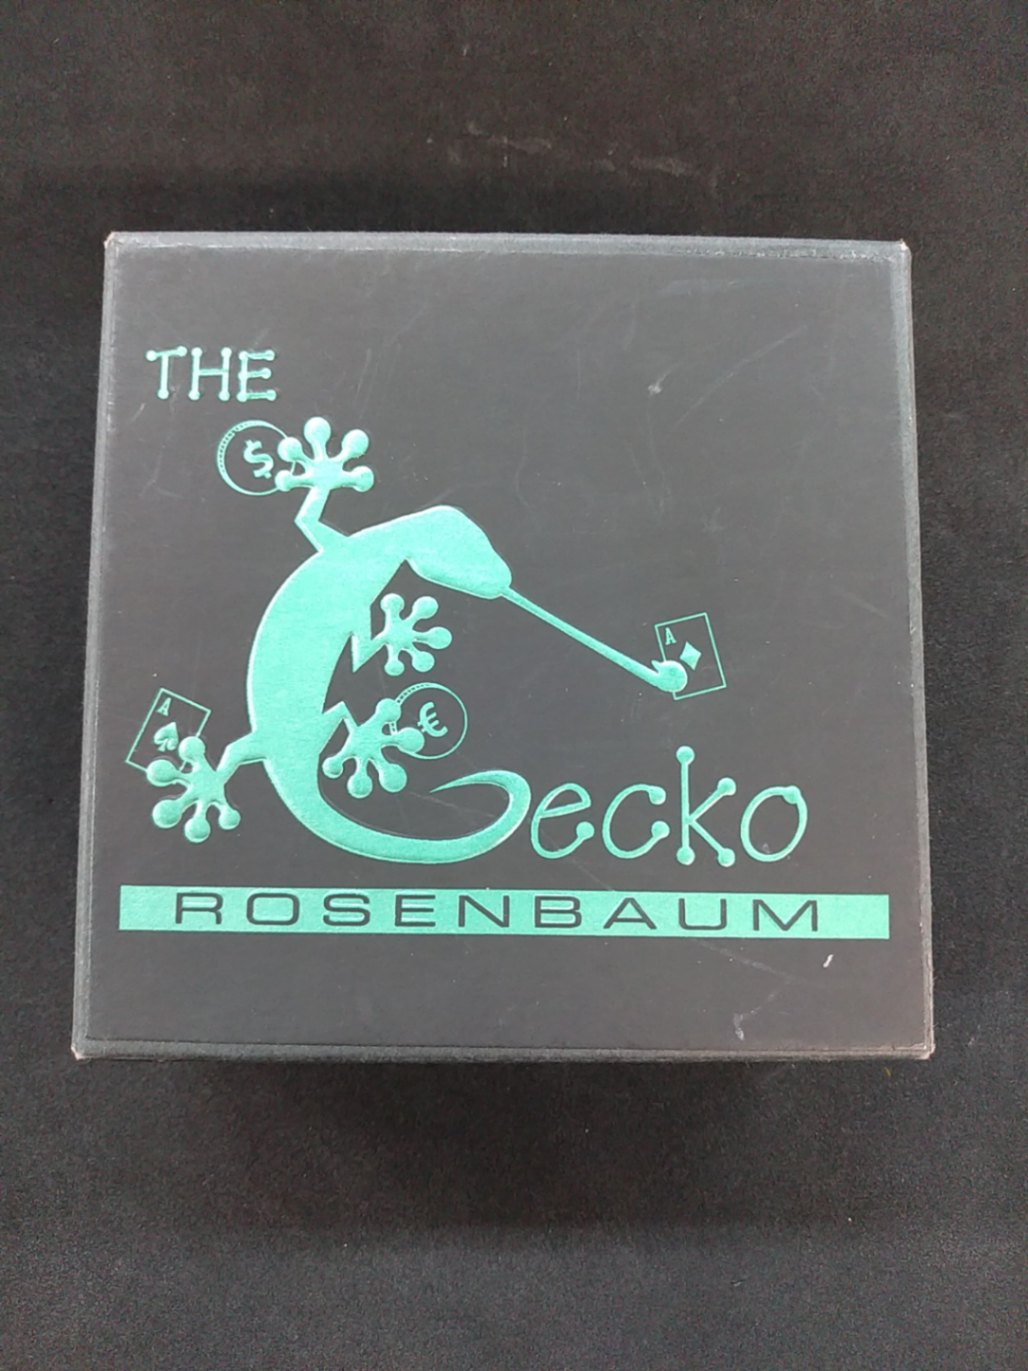 THE
$
A
A
€
Gecko
ROSENBAUM